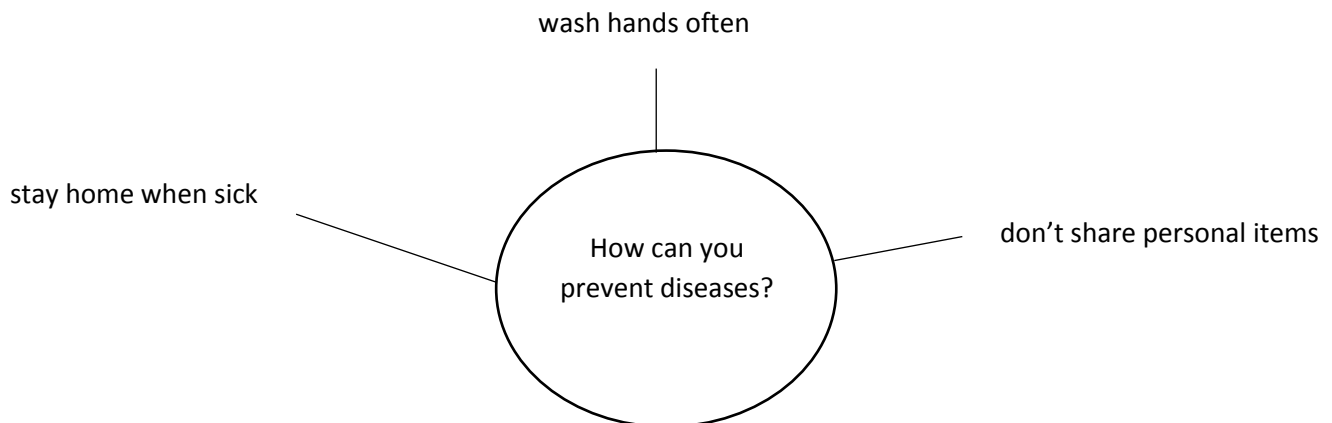 wash hands often
stay home when sick
don’t share personal items
How can you
prevent diseases?